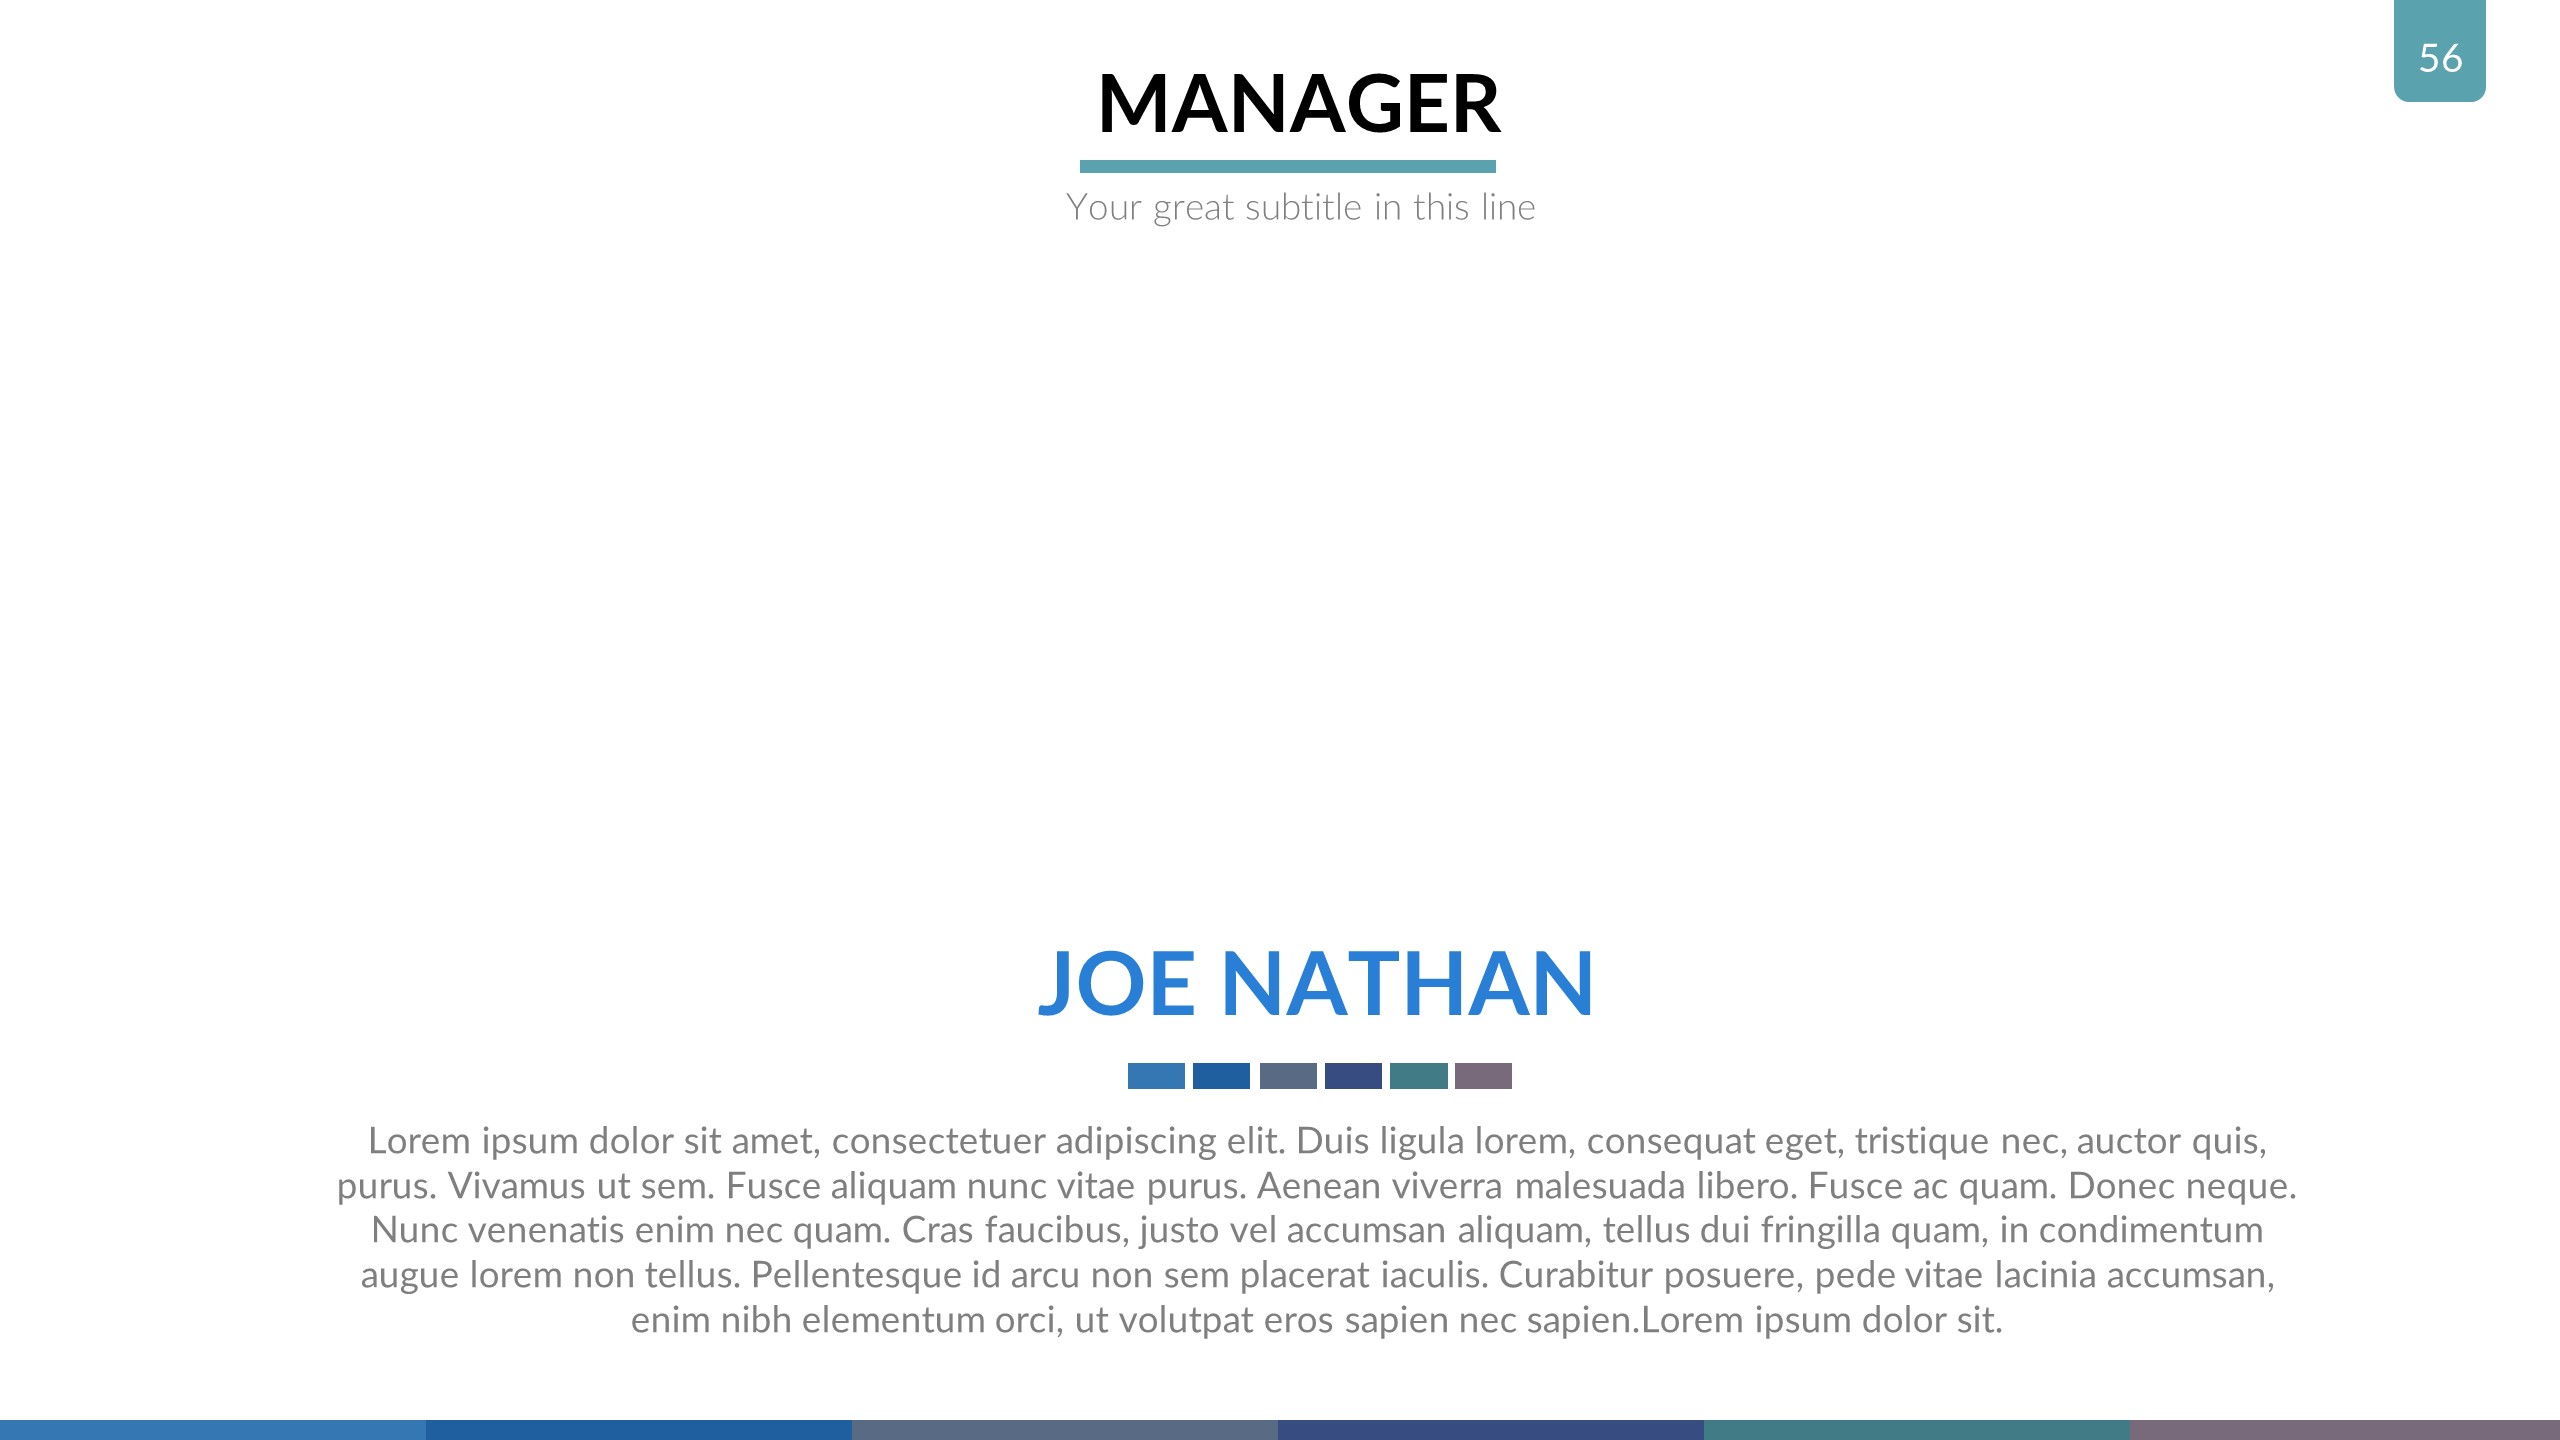 56
MANAGER
Your great subtitle in this line
JOE NATHAN
Lorem ipsum dolor sit amet, consectetuer adipiscing elit. Duis ligula lorem, consequat eget, tristique nec, auctor quis,
purus. Vivamus ut sem. Fusce aliquam nunc vitae purus. Aenean viverra malesuada libero. Fusce ac quam. Donec neque.
Nunc venenatis enim nec quam. Cras faucibus, justo vel accumsan aliquam, tellus dui fringilla quam, in condimentum
augue lorem non tellus. Pellentesque id arcu non sem placerat iaculis. Curabitur posuere, pede vitae lacinia accumsan,
enim nibh elementum orci, ut volutpat eros sapien nec sapien.Lorem ipsum dolor sit.